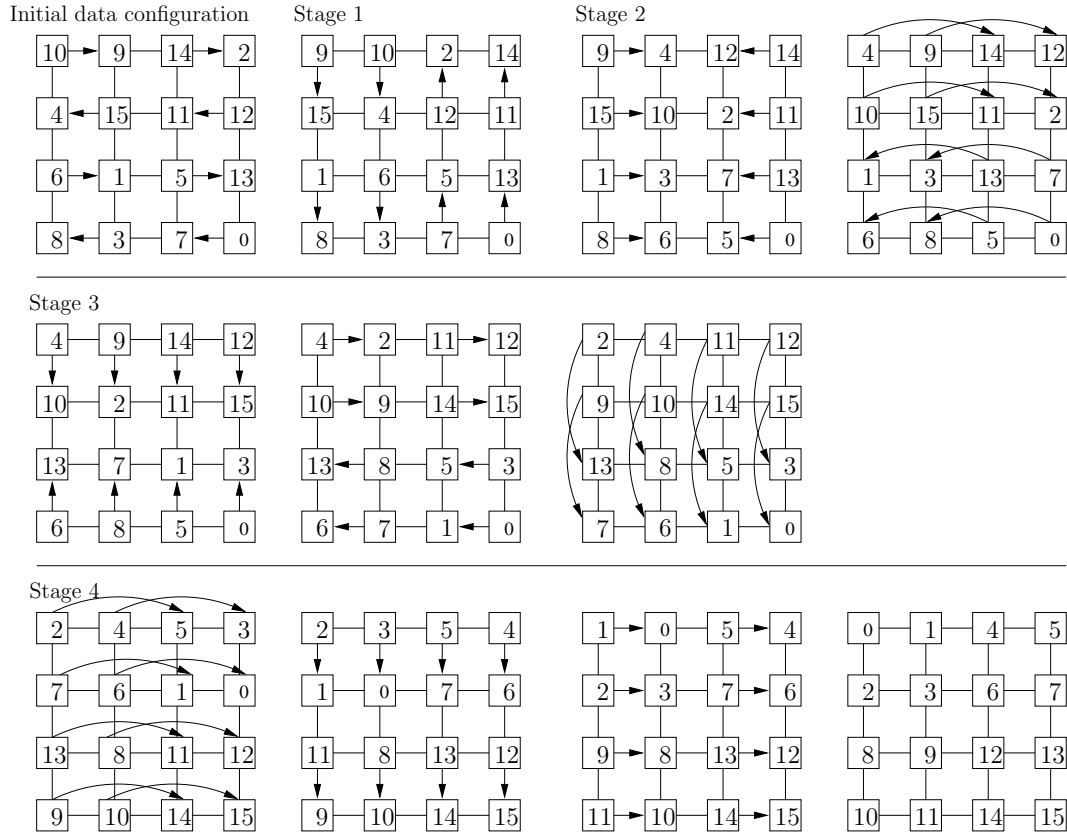 Initial data configuration
Stage 1
Stage 2
10 9 14 2
9 10 2 14
9 4 12 14
4 9 14 12
4 15 11 12
15 4 12 11
15 10 2 11
10 15 11 2
6 1 5 13
1 6 5 13
1 3 7 13
1 3 13 7
8 3 7 0
8 3 7 0
8 6 5 0
6 8 5 0
Stage 3
4 9 14 12
4 2 11 12
2 4 11 12
10 2 11 15
10 9 14 15
9 10 14 15
13 7 1 3
13 8 5 3
13 8 5 3
6 8 5 0
6 7 1 0
7 6 1 0
Stage 4
2 4 5 3
2 3 5 4
1 0 5 4
0 1 4 5
7 6 1 0
1 0 7 6
2 3 7 6
2 3 6 7
13 8 11 12
11 8 13 12
9 8 13 12
8 9 12 13
9 10 14 15
9 10 14 15
11 10 14 15
10 11 14 15